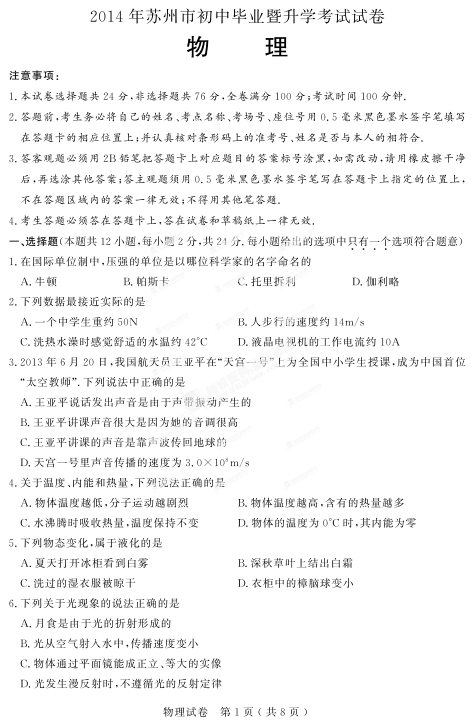 2014年苏州市初中毕业暨升学考试试卷
物 理
注意事项:
1.本试卷选择题共24分,非选择题共76分,全卷满分100分;考试时间100分钟.
2.答题前,考生务必将自己的姓名、考点名称、考场号、座位号用0.5毫米黑色墨水签字笔填写
在答题卡的相应位置上;并认真核对条形码上的准考号、姓名是否与本人的相符合.
3.答客观题必须用2B铅笔把答题卡上对应题目的答案标号涂黑,如需改动,请用橡皮擦干净
后,再选涂其他答案;答主观题须用0.5毫米黑色墨水签字笔写在答题卡上指定的位置上,
不在答题区域内的答案一律无效;不得用其他笔答题.
4.考生答题必须答在答题卡上,答在试卷和草稿纸上一律无效.
一、选择题(本题共12小题,每小题2分,共24分.每小题给出的选项中只有一个选项符合题意)
1.在国际单位制中,压强的单位是以哪位科学家的名字命名的
A.牛顿 B.帕斯卡 C.托里拆利 D.伽利略
2.下列数据最接近实际的是
A.一个中学生重约50N B.人步行的速度约14m/s
C.洗热水澡时感觉舒适的水温约42℃ D.液晶电视机的工作电流约10A
3.2013年6月20日,我国航天员王亚平在“天宫一号”上为全国中小学生授课,成为中国首位
“太空教师”.下列说法中正确的是
A.王亚平说话发出声音是由于声带振动产生的
B.王亚平讲课声音很大是因为她的音调很高
C.王亚平讲课的声音是靠声波传回地球的
D.天宫一号里声音传播的速度为3.0×10⁸m/s
4.关于温度、内能和热量,下列说法正确的是
A.物体温度越低,分子运动越剧烈 B.物体温度越高,含有的热量越多
C.水沸腾时吸收热量,温度保持不变 D.物体的温度为0℃时,其内能为零
5.下列物态变化,属于液化的是
A.夏天打开冰柜看到白雾 B.深秋草叶上结出白霜
C.洗过的湿衣服被晾干 D.衣柜中的樟脑球变小
6.下列关于光现象的说法正确的是
A.月食是由于光的折射形成的
B.光从空气射入水中,传播速度变小
C.物体通过平面镜能成正立、等大的实像
D.光发生漫反射时,不遵循光的反射定律
物理试卷 第1页(共8页)